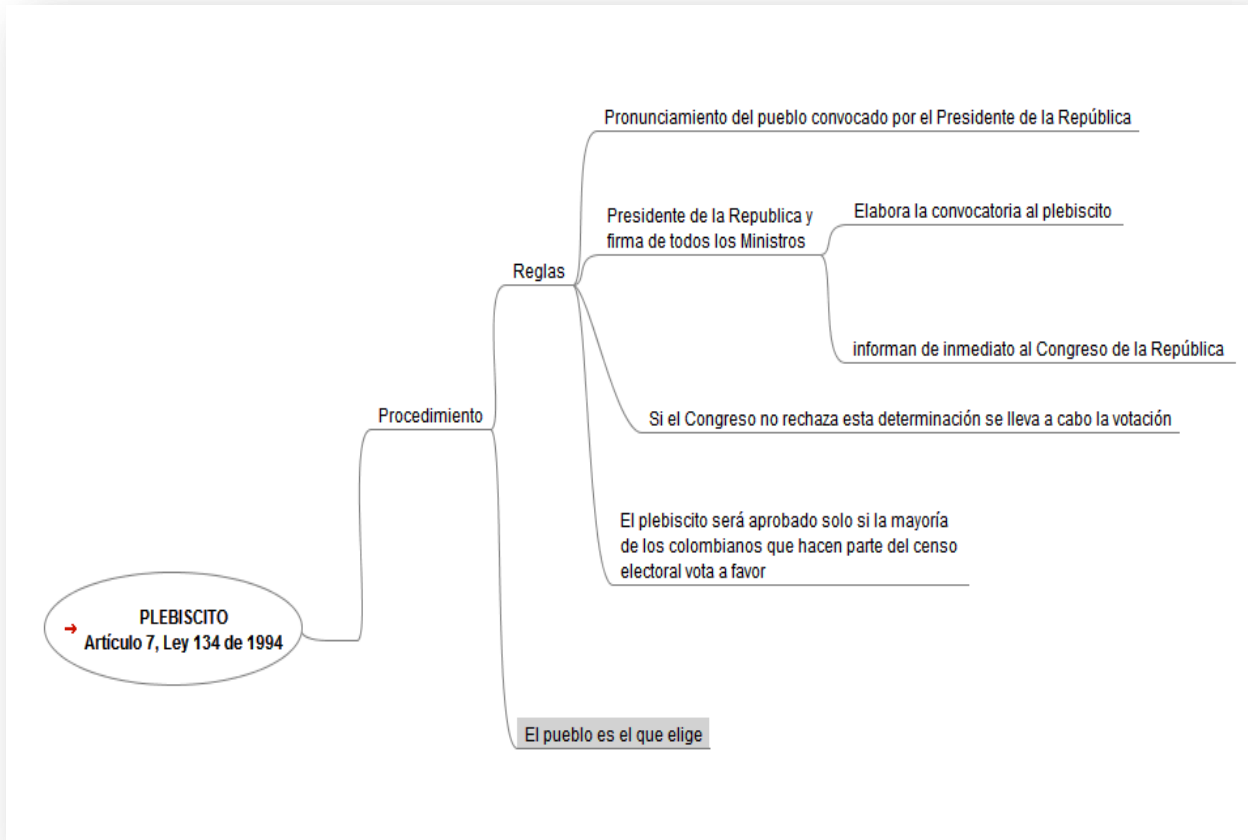 Pronunciamiento del pueblo convocado por el Presidente de la República
Presidente de la Republica y
firma de todos los Ministros
Elabora la convocatoria al plebiscito
informan de inmediato al Congreso de la República
Reglas
Si el Congreso no rechaza esta determinación se lleva a cabo la votación
Procedimiento
El plebiscito será aprobado solo si la mayoría
de los colombianos que hacen parte del censo
electoral vota a favor
PLEBISCITO
Artículo 7, Ley 134 de 1994
El pueblo es el que elige